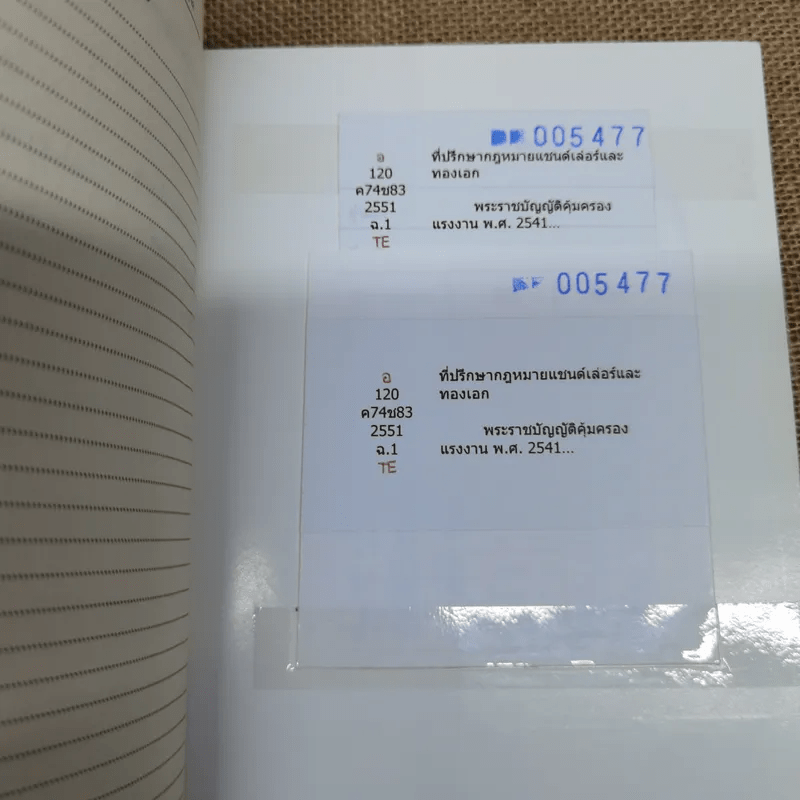 005477
อ ที่ปรึกษากฎหมายแชนด์เล่อร์และ
120 ทองเอก
ค74ช83
2551 พระราชบัญญัติคุ้มครอง
ฉ.1 แรงงาน พ.ศ. 2541...
TE
005477
อ ที่ปรึกษากฎหมายแชนด์เล่อร์และ
120 ทองเอก
ค74ช83
2551 พระราชบัญญัติคุ้มครอง
ฉ.1 แรงงาน พ.ศ. 2541...
TE